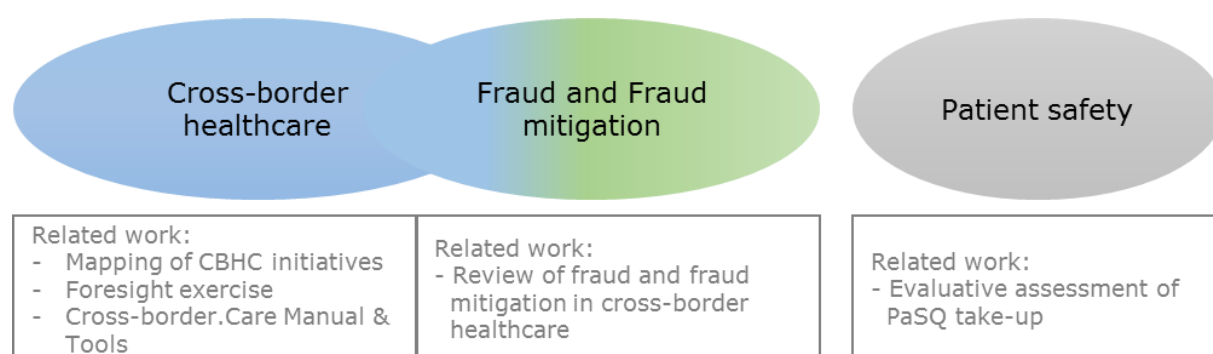 Cross-border
healthcare
Fraud and Fraud
mitigation
Patient safety
Related work:
- Mapping of CBHC initiatives
- Foresight exercise
- Cross-border.Care Manual &
Tools
Related work:
- Review of fraud and fraud
mitigation in cross-border
healthcare
Related work:
- Evaluative assessment of
PaSQ take-up